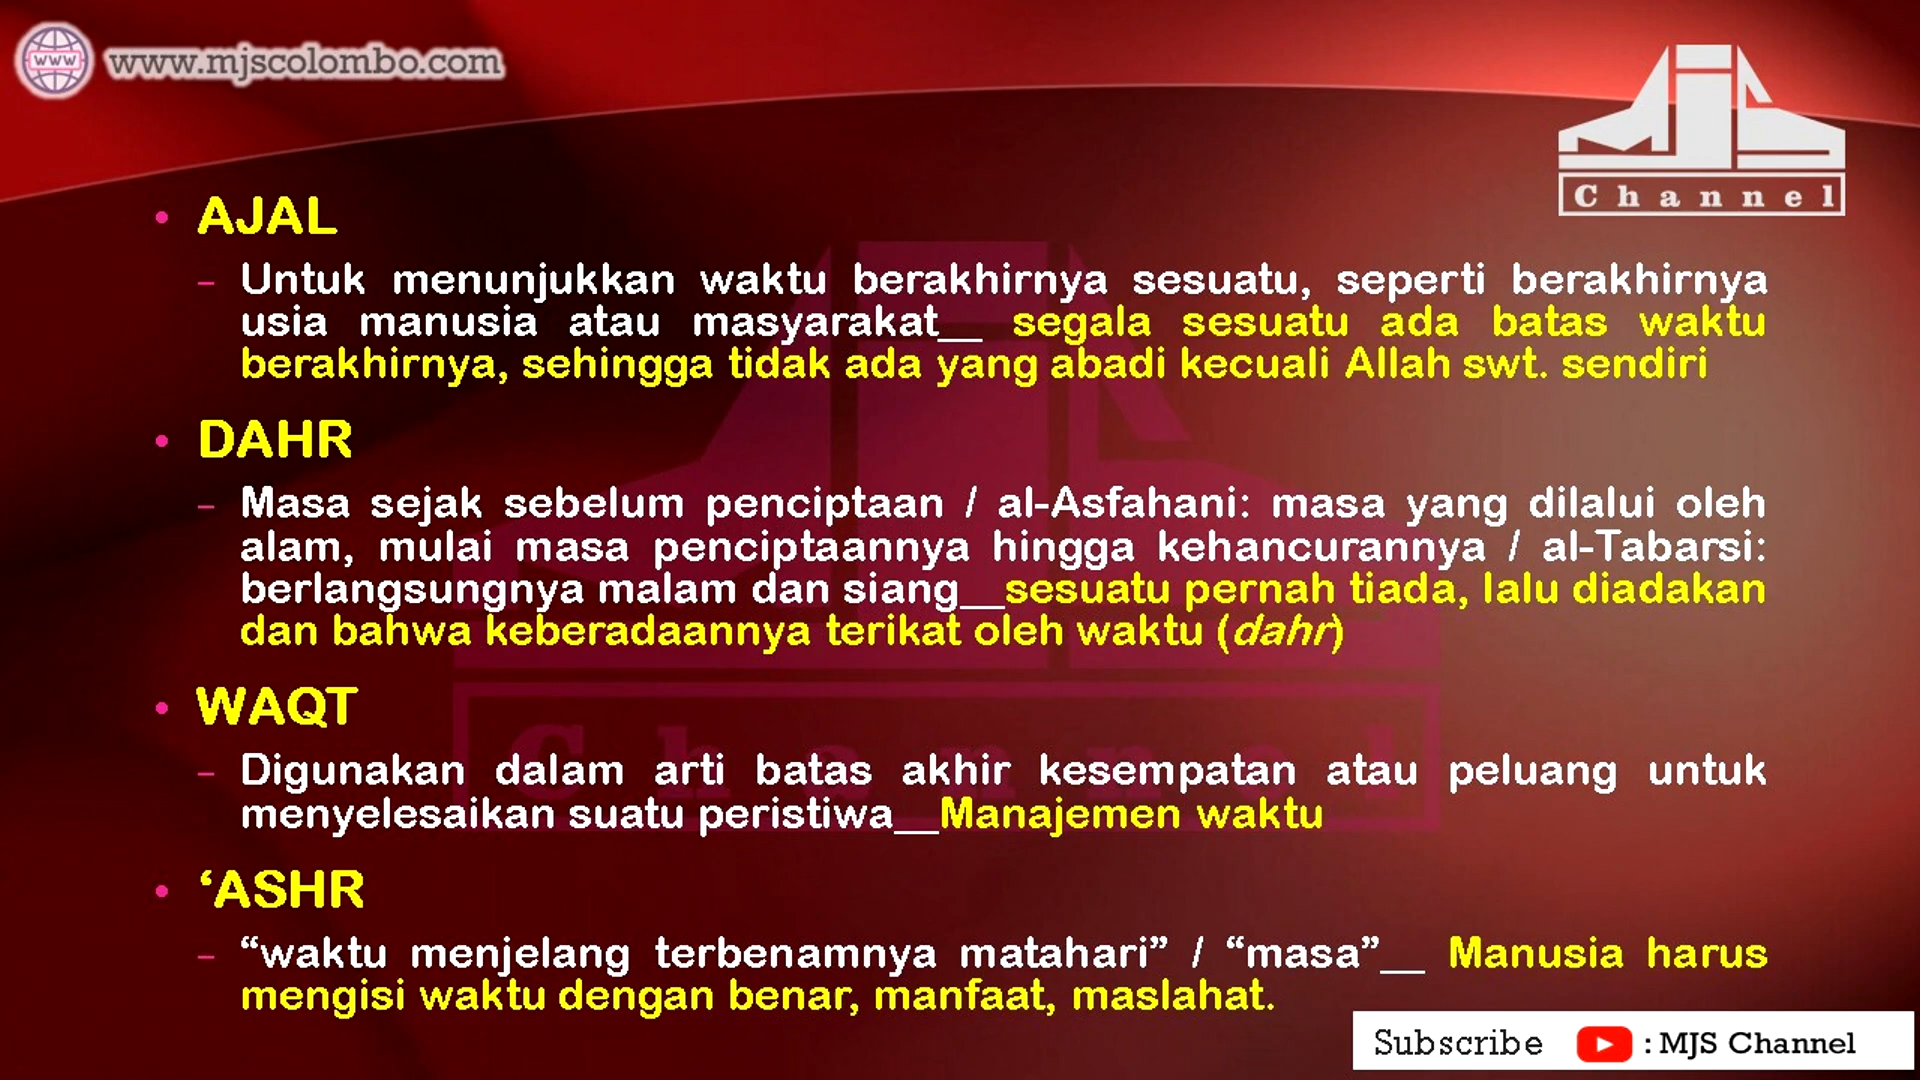 www
www.mjscolombo.com
MJS
Channel
• AJAL
– Untuk menunjukkan waktu berakhirnya sesuatu, seperti berakhirnya
usia manusia atau masyarakat__ segala sesuatu ada batas waktu
berakhirnya, sehingga tidak ada yang abadi kecuali Allah swt. sendiri
• DAHR
– Masa sejak sebelum penciptaan / al-Asfahani: masa yang dilalui oleh
alam, mulai masa penciptaannya hingga kehancurannya / al-Tabarsi:
berlangsungnya malam dan siang__sesuatu pernah tiada, lalu diadakan
dan bahwa keberadaannya terikat oleh waktu (dahr)
• WAQT
– Digunakan dalam arti batas akhir kesempatan atau peluang untuk
menyelesaikan suatu peristiwa__Manajemen waktu
Channel
• ‘ASHR
– “waktu menjelang terbenamnya matahari” / “masa”__ Manusia harus
mengisi waktu dengan benar, manfaat, maslahat.
Subscribe : MJS Channel